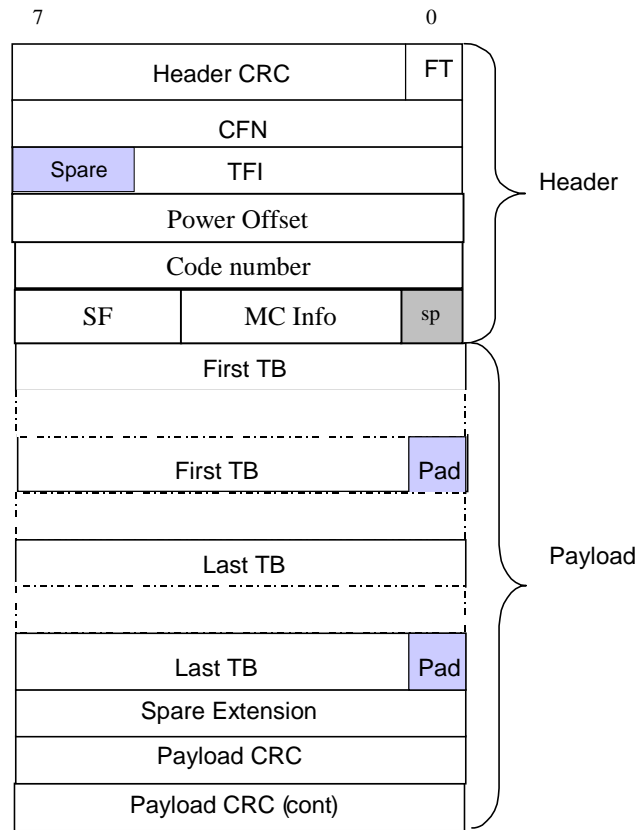 7 0
Header CRC FT
CFN
Spare TFI
Header
Power Offset
Code number
SF MC Info sp
First TB
First TB Pad
Last TB
Payload
Last TB Pad
Spare Extension
Payload CRC
Payload CRC (cont)